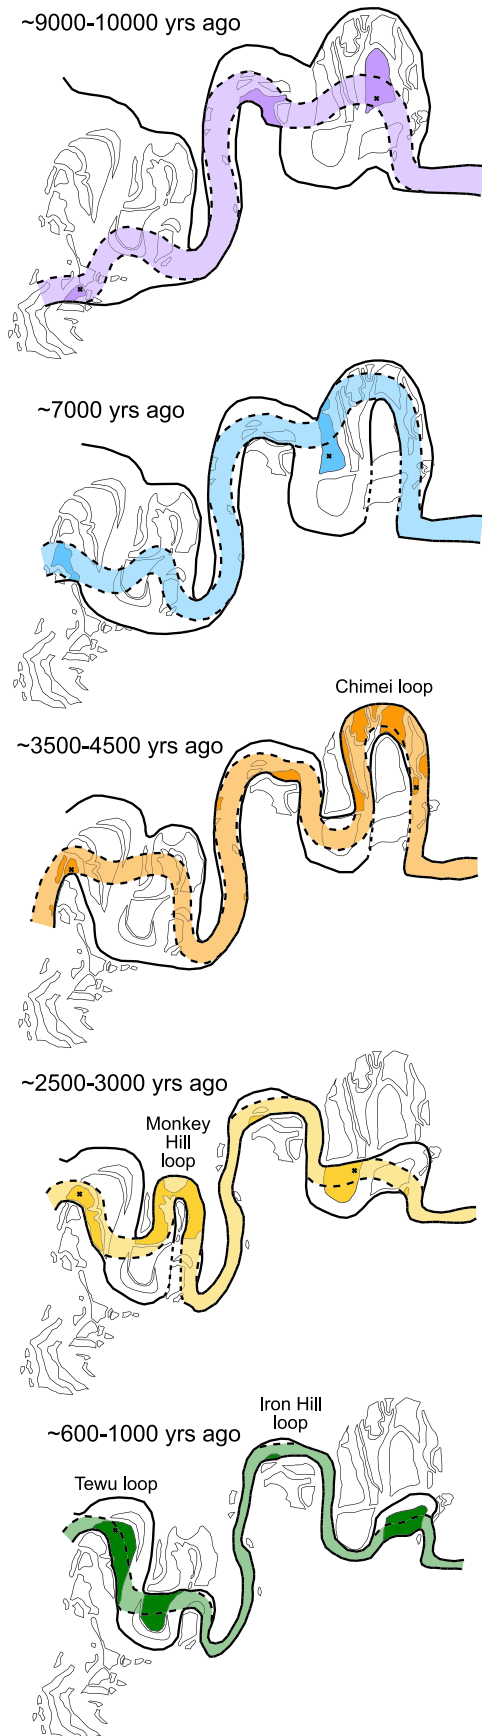 ~9000-10000 yrs ago
~7000 yrs ago
Chimei loop
~3500-4500 yrs ago
~2500-3000 yrs ago
Monkey
Hill
loop
Iron Hill
loop
~600-1000 yrs ago
Tewu loop